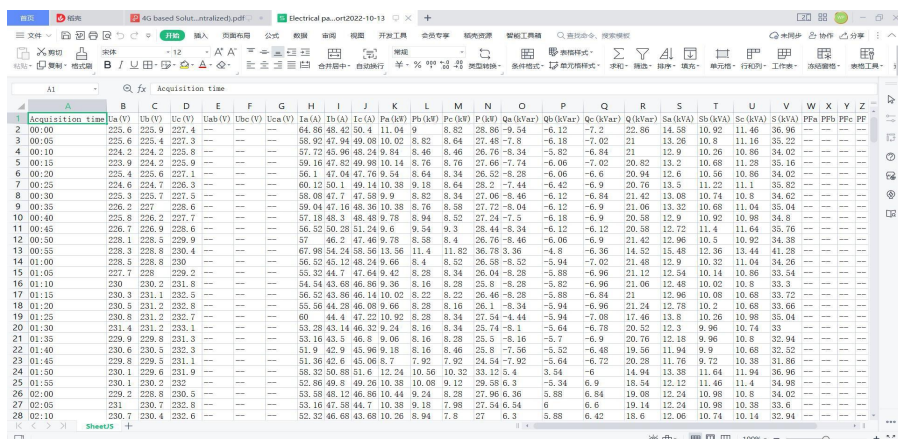 首页 稻壳 4G based Solut...ntralized).pdf Electrical pa...ort2022-10-13 +
文件 开始 插入 页面布局 公式 数据 审阅 视图 开发工具 会员专享 稻壳资源 智能工具箱 查找命令、搜索模板 未同步 协作 分享
剪切 宋体 12 A+ A- 常规
粘贴 复制 格式刷 B I U A 合并居中 自动换行 ¥ % 类型转换 条件格式 表格样式 单元格样式 求和 筛选 排序 填充 单元格 行和列 工作表 冻结窗格 表格工具
A1 fx Acquisition time
A B C D E F G H I J K L M N O P Q R S T U V W X Y Z
1 Acquisition time Ua(V) Ub(V) Uc(V) Uab(V) Ubc(V) Uca(V) Ia(A) Ib(A) Ic(A) Pa(kW) Pb(kW) Pc(kW) P(kW) Qa(kVar) Qb(kVar) Qc(kVar) Q(kVar) Sa(kVA) Sb(kVA) Sc(kVA) S(kVA) PFa PFb PFc PF
2 00:00 225.6 225.9 227.4 -- -- -- 64.86 48.42 50.4 11.04 9 8.82 28.86 -9.54 -6.12 -7.2 22.86 14.58 10.92 11.46 36.96 -- -- -- --
3 00:05 225.6 225.4 227.3 -- -- -- 58.92 47.94 49.08 10.02 8.82 8.64 27.48 -7.8 -6.18 -7.02 21 13.26 10.8 11.16 35.22 -- -- -- --
4 00:10 224.2 224.2 225.8 -- -- -- 57.72 45.96 48.24 9.84 8.46 8.46 26.76 -8.34 -5.82 -6.84 21 12.9 10.26 10.86 34.02 -- -- -- --
5 00:15 223.9 224.2 225.9 -- -- -- 59.16 47.82 49.98 10.14 8.76 8.76 27.66 -7.74 -6.06 -7.02 20.82 13.2 10.68 11.28 35.16 -- -- -- --
6 00:20 225.4 225.6 227.1 -- -- -- 56.1 47.04 47.76 9.54 8.64 8.34 26.52 -8.28 -6.06 -6.6 20.94 12.6 10.56 10.86 34.02 -- -- -- --
7 00:25 224.6 224.7 226.3 -- -- -- 60.12 50.1 49.14 10.38 9.18 8.64 28.2 -7.44 -6.42 -6.9 20.76 13.5 11.22 11.1 35.82 -- -- -- --
8 00:30 225.3 227.7 227.5 -- -- -- 58.08 47.7 47.58 9.9 8.82 8.34 27.06 -8.46 -6.12 -6.84 21.42 13.08 10.74 10.8 34.62 -- -- -- --
9 00:35 226.2 227 228.6 -- -- -- 59.04 47.16 48.36 10.38 8.76 8.58 27.72 -8.04 -6.12 -6.9 21.06 13.32 10.68 11.04 35.04 -- -- -- --
10 00:40 225.8 226.2 227.7 -- -- -- 57.18 48.3 48.48 9.78 8.94 8.52 27.24 -7.5 -6.18 -6.9 20.58 12.9 10.92 10.98 34.8 -- -- -- --
11 00:45 226.7 226.9 228.6 -- -- -- 56.52 50.28 51.24 9.6 9.54 9.3 28.44 -8.34 -6.12 -6.12 20.58 12.72 11.4 11.64 35.76 -- -- -- --
12 00:50 228.1 228.5 229.9 -- -- -- 57 46.2 47.46 9.78 8.58 8.4 26.76 -8.46 -6.06 -6.9 21.42 12.96 10.5 10.92 34.38 -- -- -- --
13 00:55 228.3 228.8 230.4 -- -- -- 67.98 54.24 58.56 13.56 11.4 11.82 36.78 3.36 -4.8 -6.36 14.52 15.48 12.36 13.44 41.28 -- -- -- --
14 01:00 228.5 228.8 230 -- -- -- 56.52 45.12 48.24 9.66 8.4 8.52 26.58 -8.52 -5.94 -7.02 21.48 12.9 10.32 11.04 34.26 -- -- -- --
15 01:05 227.7 228 229.2 -- -- -- 55.32 44.7 47.64 9.42 8.28 8.34 26.04 -8.28 -5.88 -6.96 21.12 12.54 10.14 10.86 33.54 -- -- -- --
16 01:10 230 230.2 231.8 -- -- -- 54.54 43.68 46.86 9.36 8.16 8.28 25.8 -8.28 -5.82 -6.96 21.06 12.48 10.02 10.8 33.3 -- -- -- --
17 01:15 230.3 231.1 232.5 -- -- -- 56.52 43.86 46.14 10.02 8.22 8.22 26.46 -8.28 -5.88 -6.84 21 12.96 10.08 10.68 33.72 -- -- -- --
18 01:20 230.5 231.2 232.8 -- -- -- 55.56 44.28 46.08 9.66 8.28 8.16 26.1 -8.34 -5.94 -6.96 21.24 12.78 10.2 10.68 33.66 -- -- -- --
19 01:25 230.8 231.2 232.7 -- -- -- 60 44.4 47.22 10.92 8.28 8.34 27.54 -4.44 -5.94 -7.08 17.46 13.8 10.26 10.98 35.04 -- -- -- --
20 01:30 231.4 231.2 233.1 -- -- -- 53.28 43.14 46.32 9.24 8.16 8.34 25.74 -8.1 -5.64 -6.78 20.52 12.3 9.96 10.74 33 -- -- -- --
21 01:35 229.9 229.8 231.3 -- -- -- 53.16 43.5 46.8 9.06 8.16 8.28 25.5 -8.16 -5.7 -6.9 20.76 12.18 9.96 10.8 32.94 -- -- -- --
22 01:40 230.6 230.5 232.3 -- -- -- 51.9 42.9 45.96 9.18 8.16 8.46 25.8 -7.56 -5.52 -6.48 19.56 11.94 9.9 10.68 32.52 -- -- -- --
23 01:45 229.8 229.5 231.1 -- -- -- 51.36 42.6 45.06 8.7 7.92 7.92 24.54 -7.92 -5.64 -6.72 20.28 11.76 9.72 10.38 31.86 -- -- -- --
24 01:50 230.1 229.6 231.9 -- -- -- 58.32 50.88 51.6 12.24 10.56 10.32 33.12 5.4 3.54 -6 14.94 13.38 11.64 11.94 36.96 -- -- -- --
25 01:55 230.1 230.2 232 -- -- -- 52.86 49.8 49.26 10.38 10.08 9.12 29.58 6.3 -5.34 6.9 18.54 12.12 11.46 11.4 34.98 -- -- -- --
26 02:00 229.2 228.8 230.5 -- -- -- 53.58 48.12 46.86 10.44 9.24 8.28 27.96 6.36 5.88 6.84 19.08 12.24 10.98 10.8 34.02 -- -- -- --
27 02:05 231 230.7 232.8 -- -- -- 53.16 47.58 44.7 10.38 9.18 7.98 27.54 6.54 6 6.6 19.14 12.24 10.98 10.38 33.6 -- -- -- --
28 02:10 230.7 230.4 232.6 -- -- -- 52.32 46.68 43.68 10.26 8.94 7.8 27 6.3 5.88 6.42 18.6 12.06 10.74 10.14 32.94 -- -- -- --
SheetJS +
100%